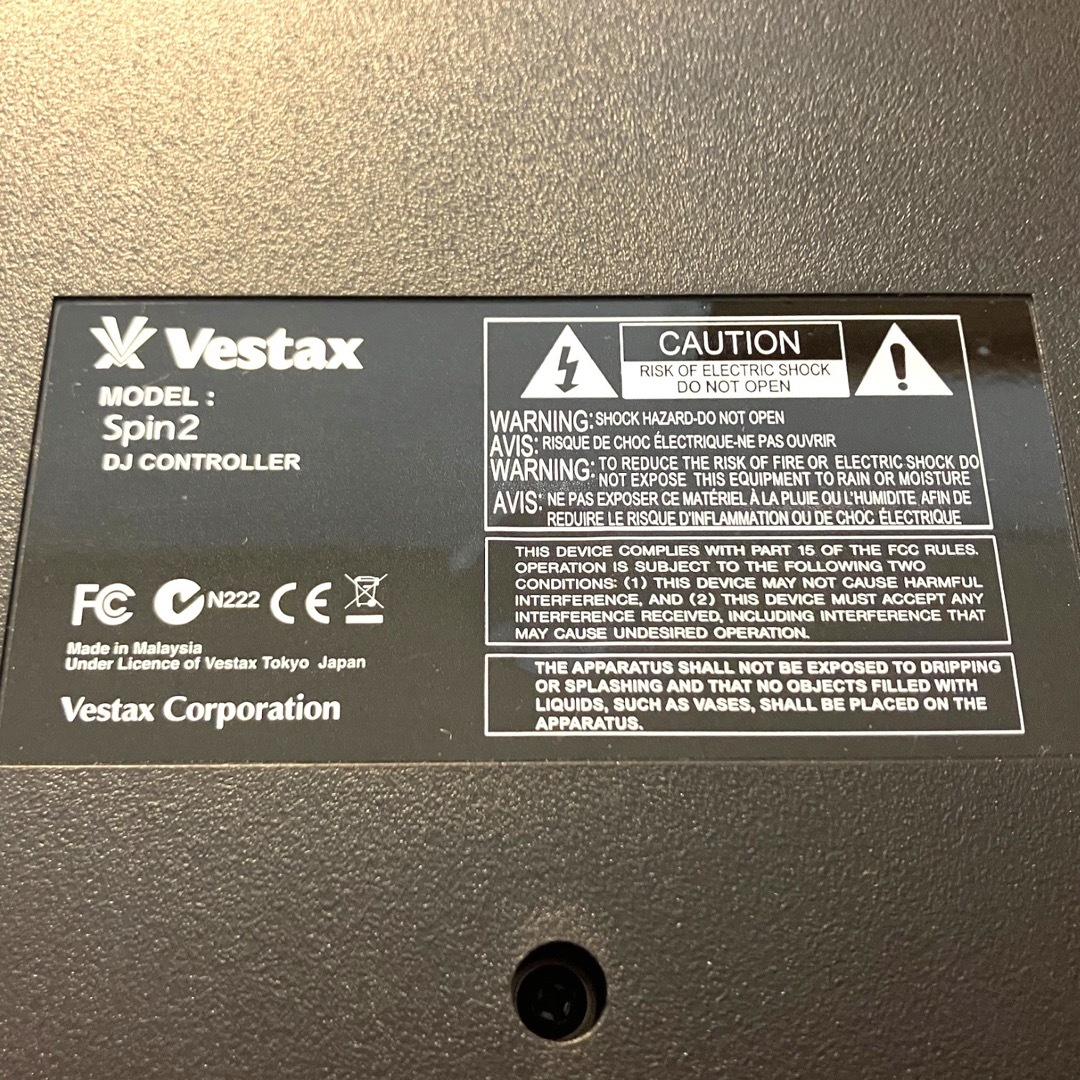 Vestax
MODEL :
Spin2
DJ CONTROLLER
FC N222 CE
Made in Malaysia
Under Licence of Vestax Tokyo Japan
Vestax Corporation
CAUTION
RISK OF ELECTRIC SHOCK
DO NOT OPEN
WARNING: SHOCK HAZARD-DO NOT OPEN
AVIS: RISQUE DE CHOC ÉLECTRIQUE-NE PAS OUVRIR
WARNING: TO REDUCE THE RISK OF FIRE OR ELECTRIC SHOCK DO
NOT EXPOSE THIS EQUIPMENT TO RAIN OR MOISTURE
AVIS: NE PAS EXPOSER CE MATÉRIEL À LA PLUIE OU L'HUMIDITE AFIN DE
REDUIRE LE RISQUE D'INFLAMMATION OU DE CHOC ÉLECTRIQUE
THIS DEVICE COMPLIES WITH PART 15 OF THE FCC RULES.
OPERATION IS SUBJECT TO THE FOLLOWING TWO
CONDITIONS: (1) THIS DEVICE MAY NOT CAUSE HARMFUL
INTERFERENCE, AND (2) THIS DEVICE MUST ACCEPT ANY
INTERFERENCE RECEIVED, INCLUDING INTERFERENCE THAT
MAY CAUSE UNDESIRED OPERATION.
THE APPARATUS SHALL NOT BE EXPOSED TO DRIPPING
OR SPLASHING AND THAT NO OBJECTS FILLED WITH
LIQUIDS, SUCH AS VASES, SHALL BE PLACED ON THE
APPARATUS.